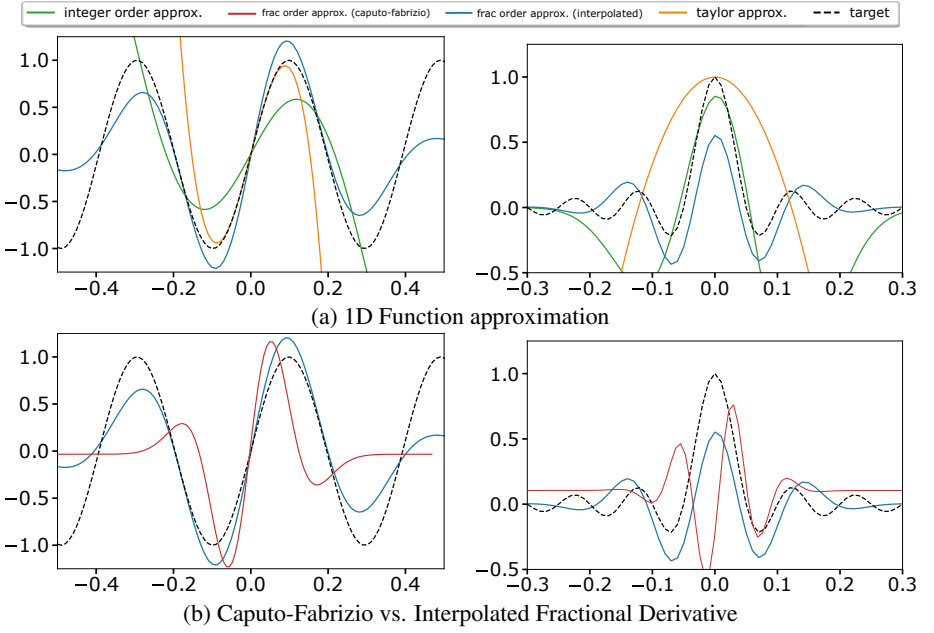 integer order approx. frac order approx. (caputo-fabrizio) frac order approx. (interpolated) taylor approx. target
1.0
0.5
0.0
−0.5
−1.0
−0.4 −0.2 0.0 0.2 0.4
1.0
0.5
0.0
−0.5
−0.3 −0.2 −0.1 0.0 0.1 0.2 0.3
(a) 1D Function approximation
1.0
0.5
0.0
−0.5
−1.0
−0.4 −0.2 0.0 0.2 0.4
1.0
0.5
0.0
−0.5
−0.3 −0.2 −0.1 0.0 0.1 0.2 0.3
(b) Caputo-Fabrizio vs. Interpolated Fractional Derivative